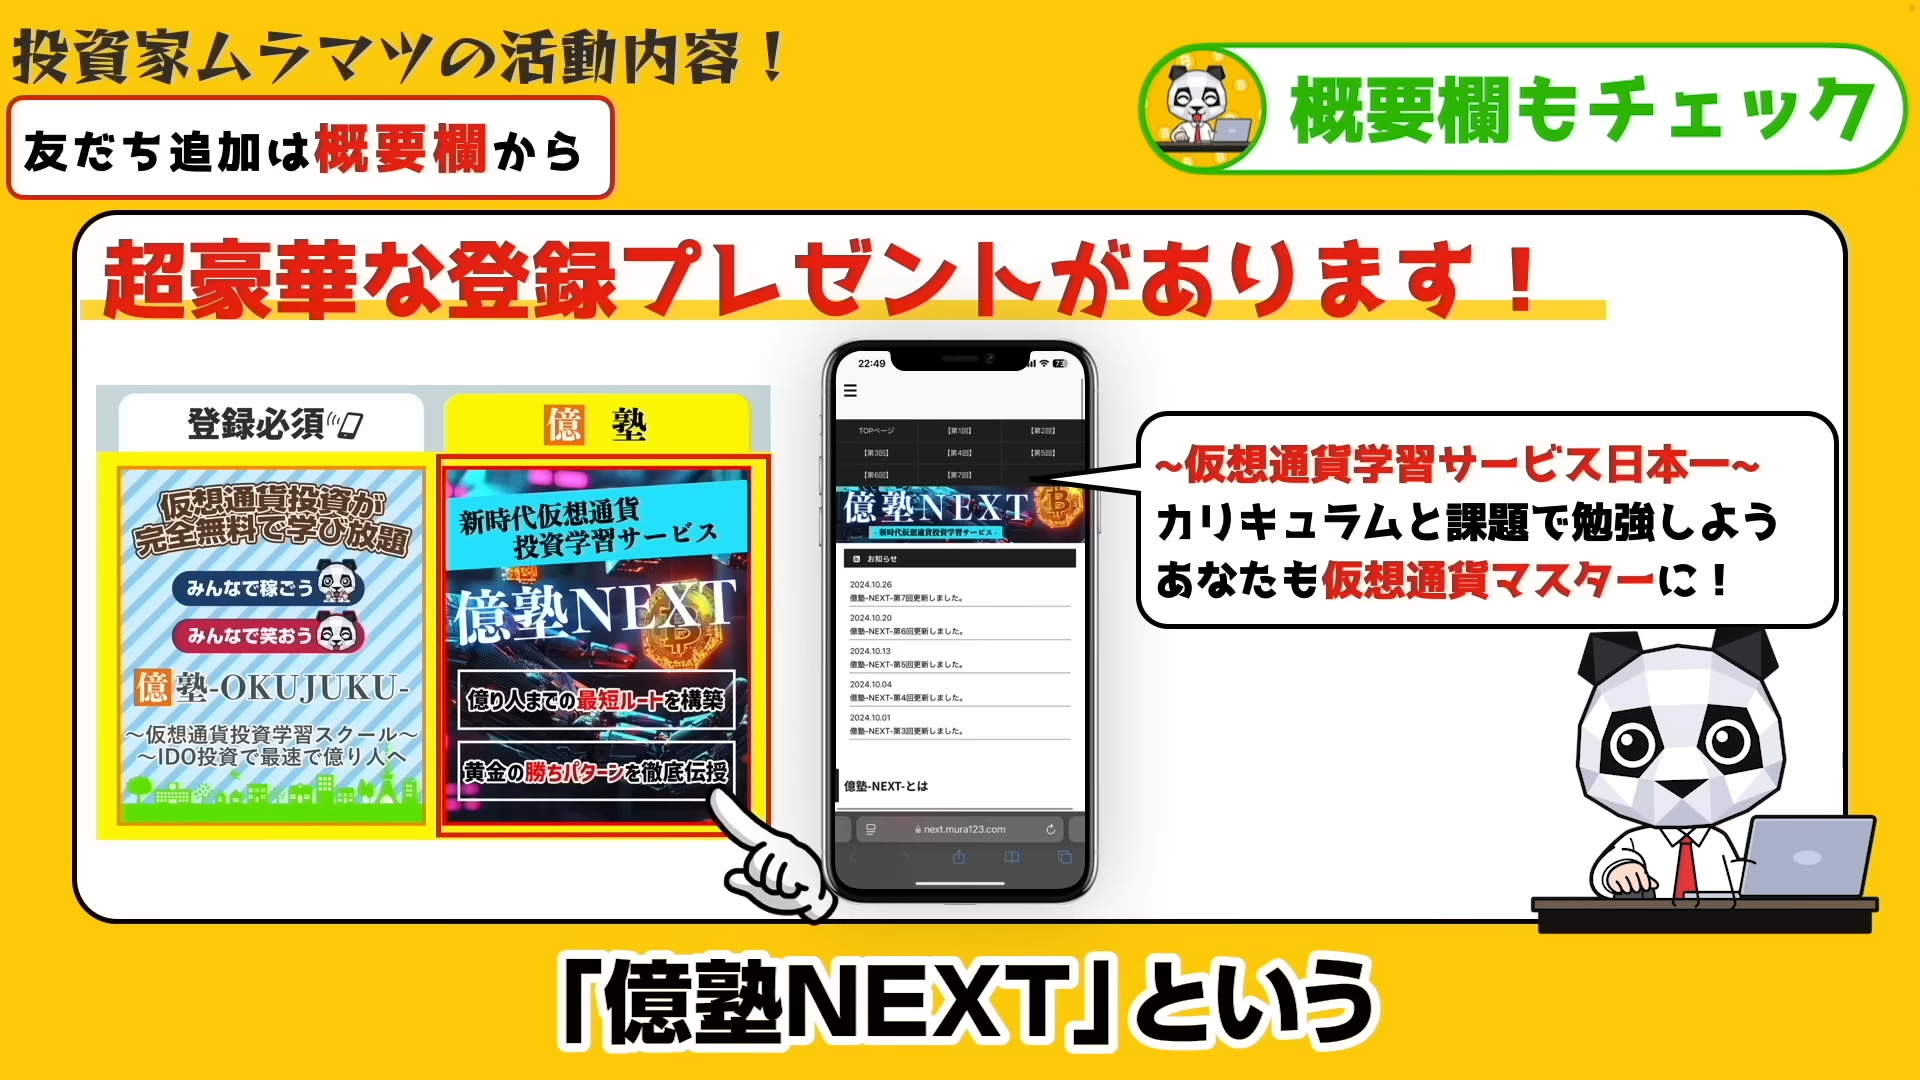 投資家ムラマツの活動内容！
友だち追加は概要欄から
概要欄もチェック
超豪華な登録プレゼントがあります！
登録必須
億 塾
仮想通貨投資が
完全無料で学び放題
みんなで稼ごう
みんなで笑おう
億塾-OKUJUKU-
～仮想通貨投資学習スクール～
～IDO投資で最速で億り人へ
新時代仮想通貨
投資学習サービス
億塾NEXT
億り人までの最短ルートを構築
黄金の勝ちパターンを徹底伝授
22:49
73
TOPページ 【第1回】 【第2回】
【第3回】 【第4回】 【第5回】
【第6回】 【第7回】
億塾NEXT
- 新時代仮想通貨投資学習サービス -
お知らせ
2024.10.26
億塾-NEXT-第7回更新しました。
2024.10.20
億塾-NEXT-第6回更新しました。
2024.10.13
億塾-NEXT-第5回更新しました。
2024.10.04
億塾-NEXT-第4回更新しました。
2024.10.01
億塾-NEXT-第3回更新しました。
億塾-NEXT-とは
next.mura123.com
~仮想通貨学習サービス日本一~
カリキュラムと課題で勉強しよう
あなたも仮想通貨マスターに！
「億塾NEXT」という